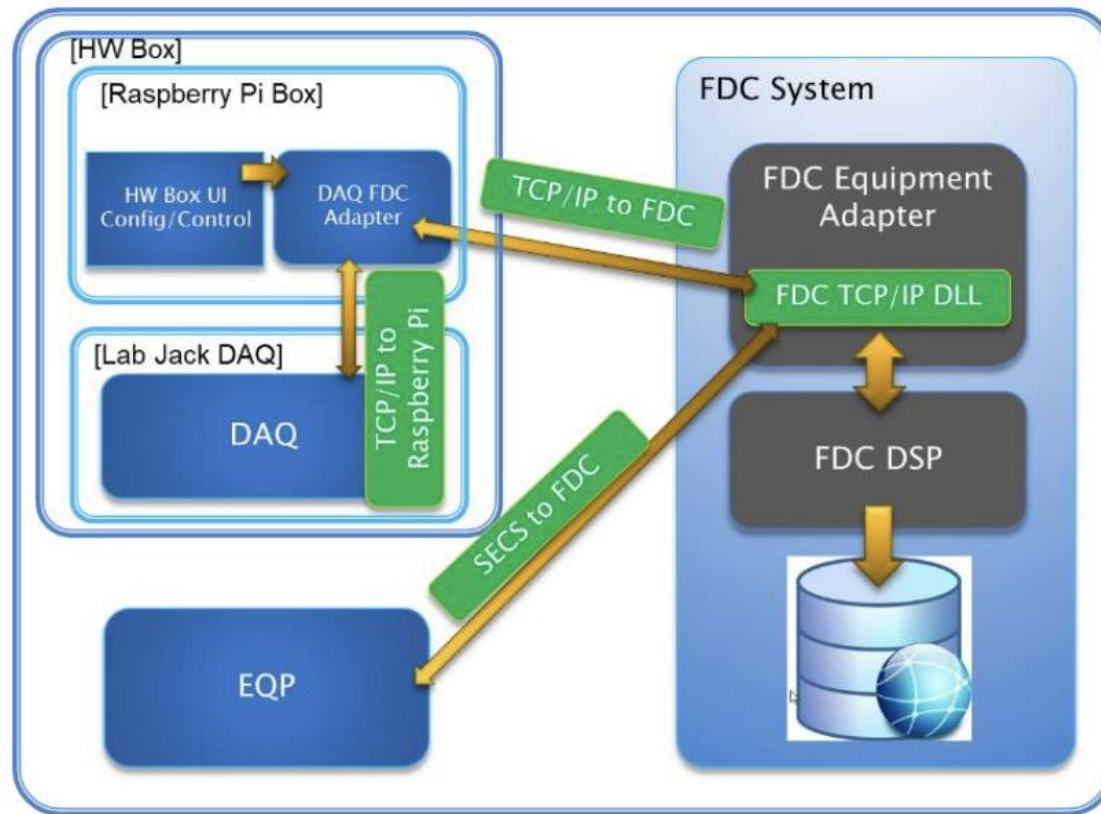 [HW Box]
[Raspberry Pi Box]
HW Box UI
Config/Control
DAQ FDC
Adapter
TCP/IP to
Raspberry Pi
[Lab Jack DAQ]
DAQ
EQP
TCP/IP to FDC
SECS to FDC
FDC System
FDC Equipment
Adapter
FDC TCP/IP DLL
FDC DSP